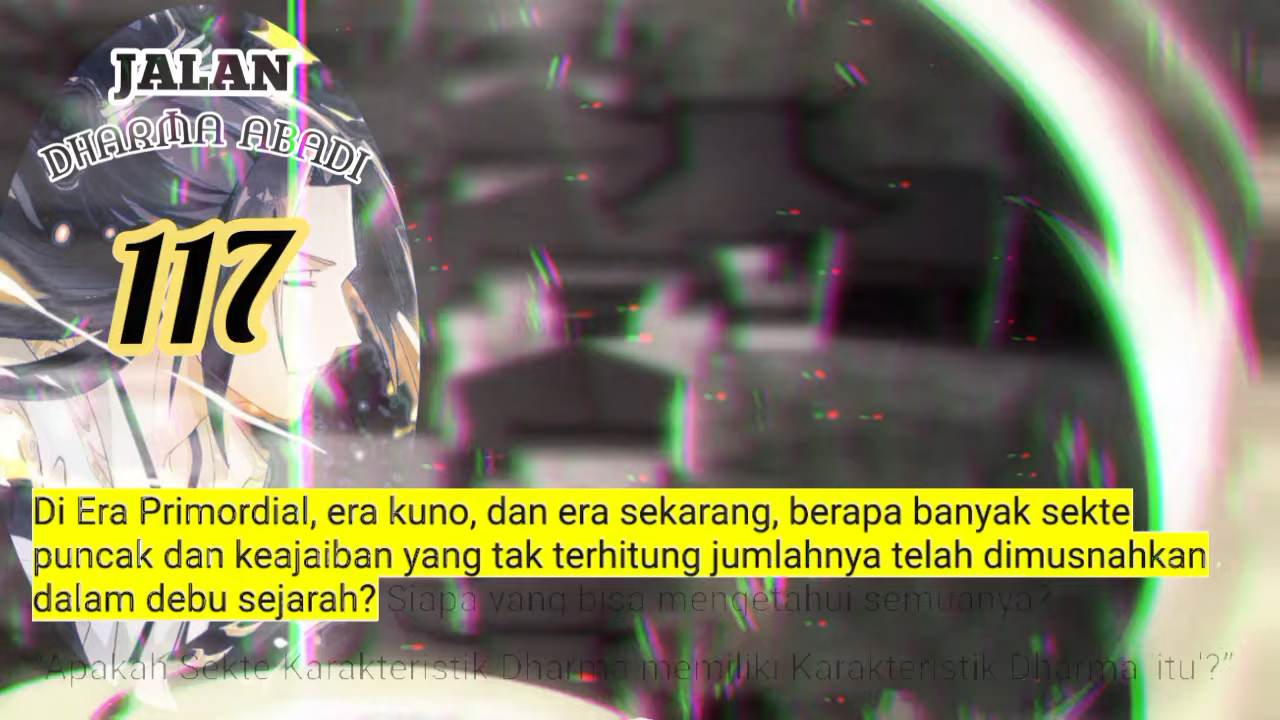 JALAN
DHARMA ABADI
117
Di Era Primordial, era kuno, dan era sekarang, berapa banyak sekte
puncak dan keajaiban yang tak terhitung jumlahnya telah dimusnahkan
dalam debu sejarah? Siapa yang bisa mengetahui semuanya?
“Apakah Sekte Karakteristik Dharma memiliki Karakteristik Dharma 'itu'?”